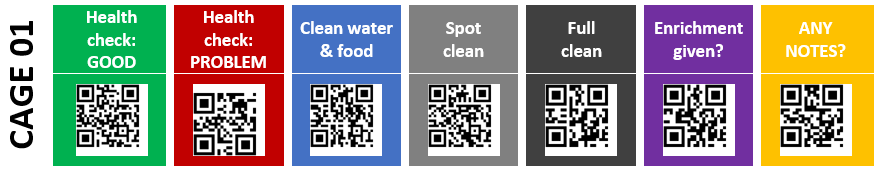 CAGE 01
Health
check:
GOOD
Health
check:
PROBLEM
Clean water
& food
Spot
clean
Full
clean
Enrichment
given?
ANY
NOTES?